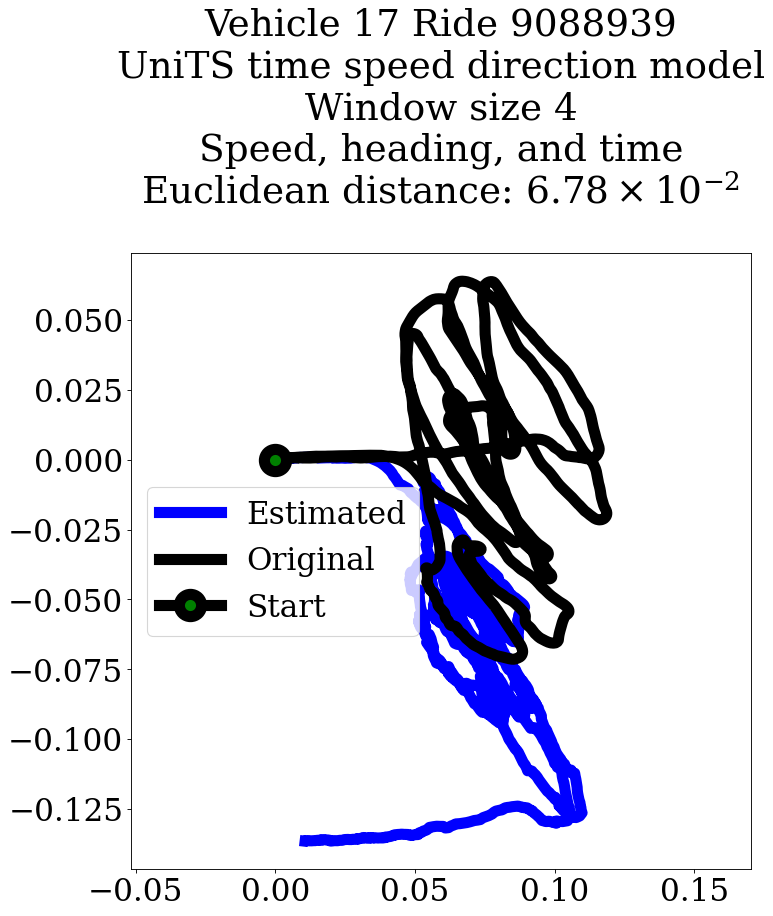 Vehicle 17 Ride 9088939
UniTS time speed direction model
Window size 4
Speed, heading, and time
Euclidean distance: 6.78 × 10⁻²
0.050
0.025
0.000
−0.025
−0.050
−0.075
−0.100
−0.125
Estimated
Original
Start
−0.05 0.00 0.05 0.10 0.15